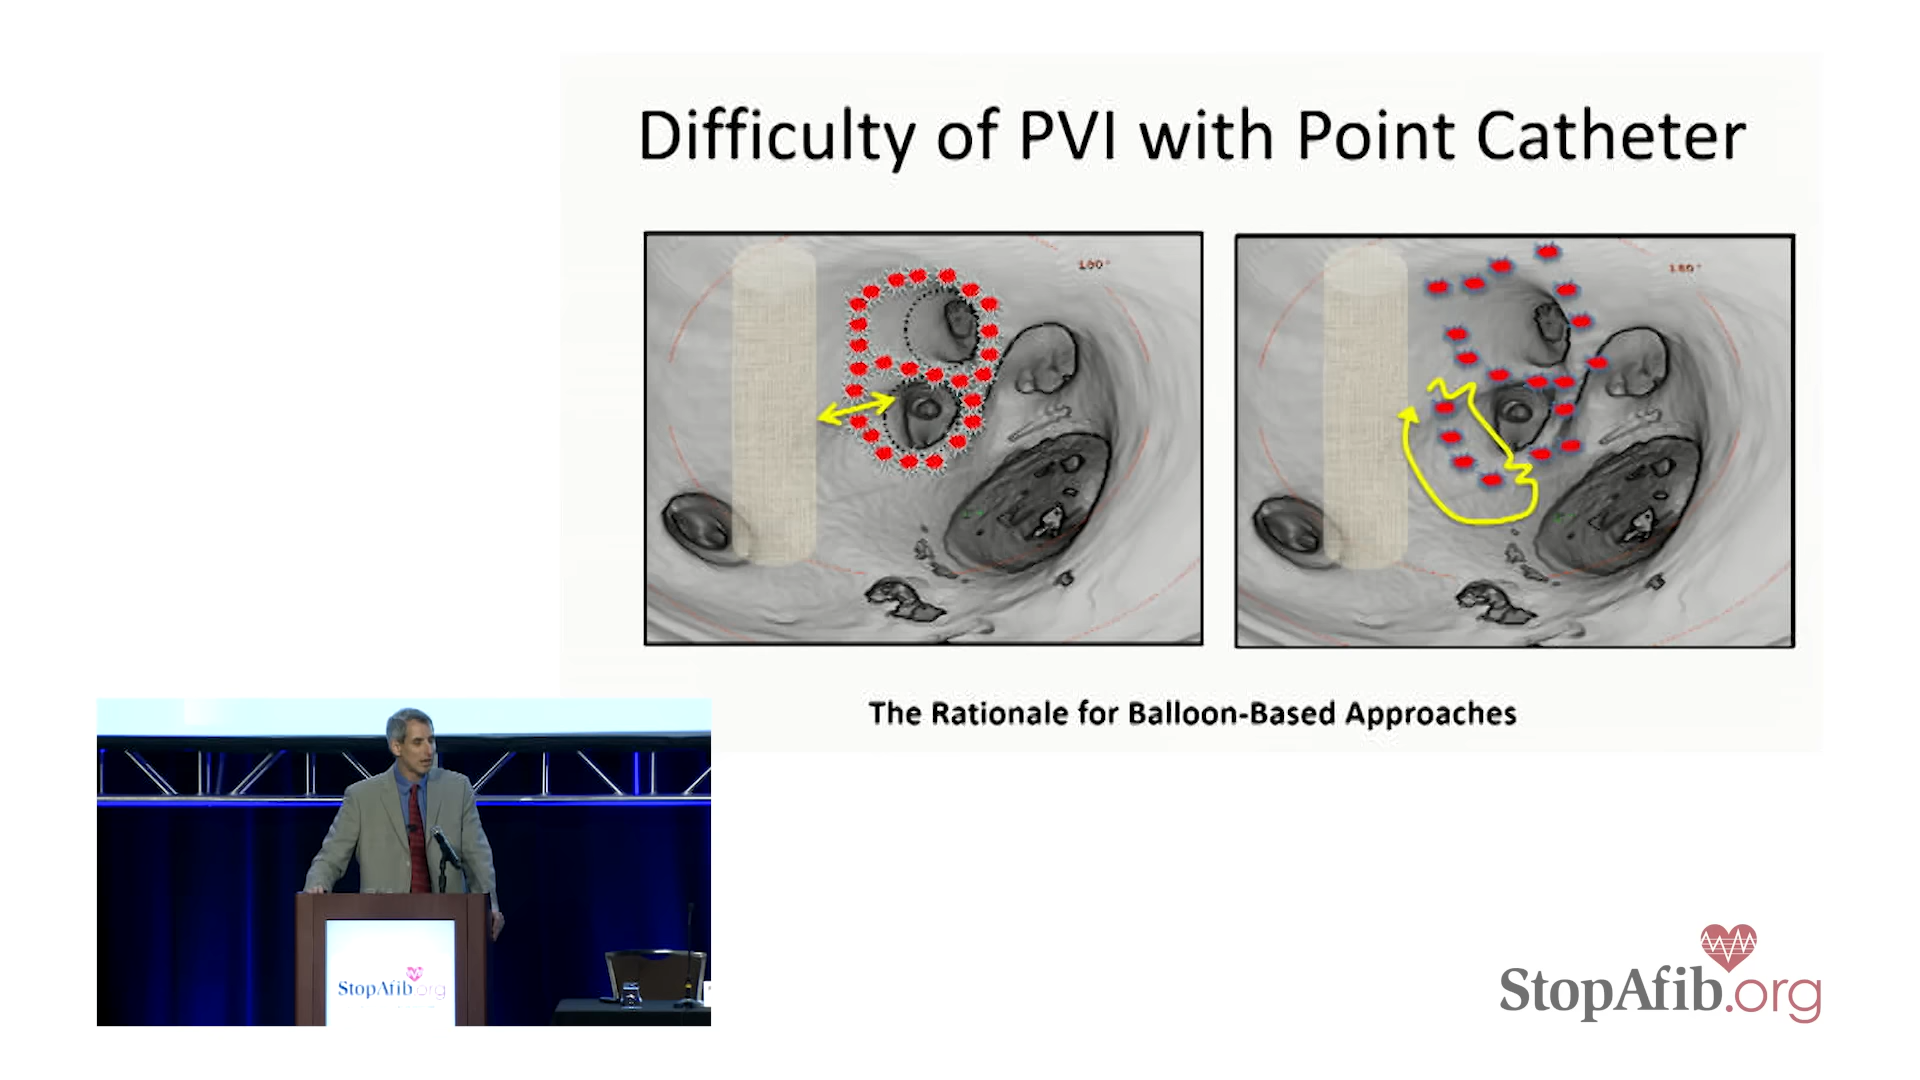 Difficulty of PVI with Point Catheter
180°
180°
The Rationale for Balloon-Based Approaches
StopAfib.org
StopAfib.org